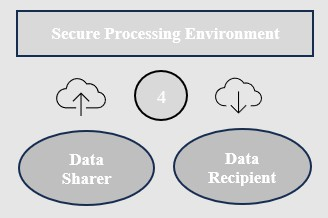 Secure Processing Environment
4
Data
Sharer
Data
Recipient